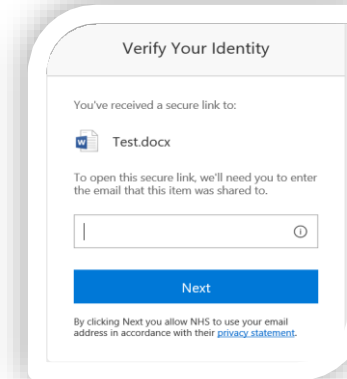 Verify Your Identity
You've received a secure link to:
Test.docx
To open this secure link, we'll need you to enter
the email that this item was shared to.
Next
By clicking Next you allow NHS to use your email
address in accordance with their privacy statement.